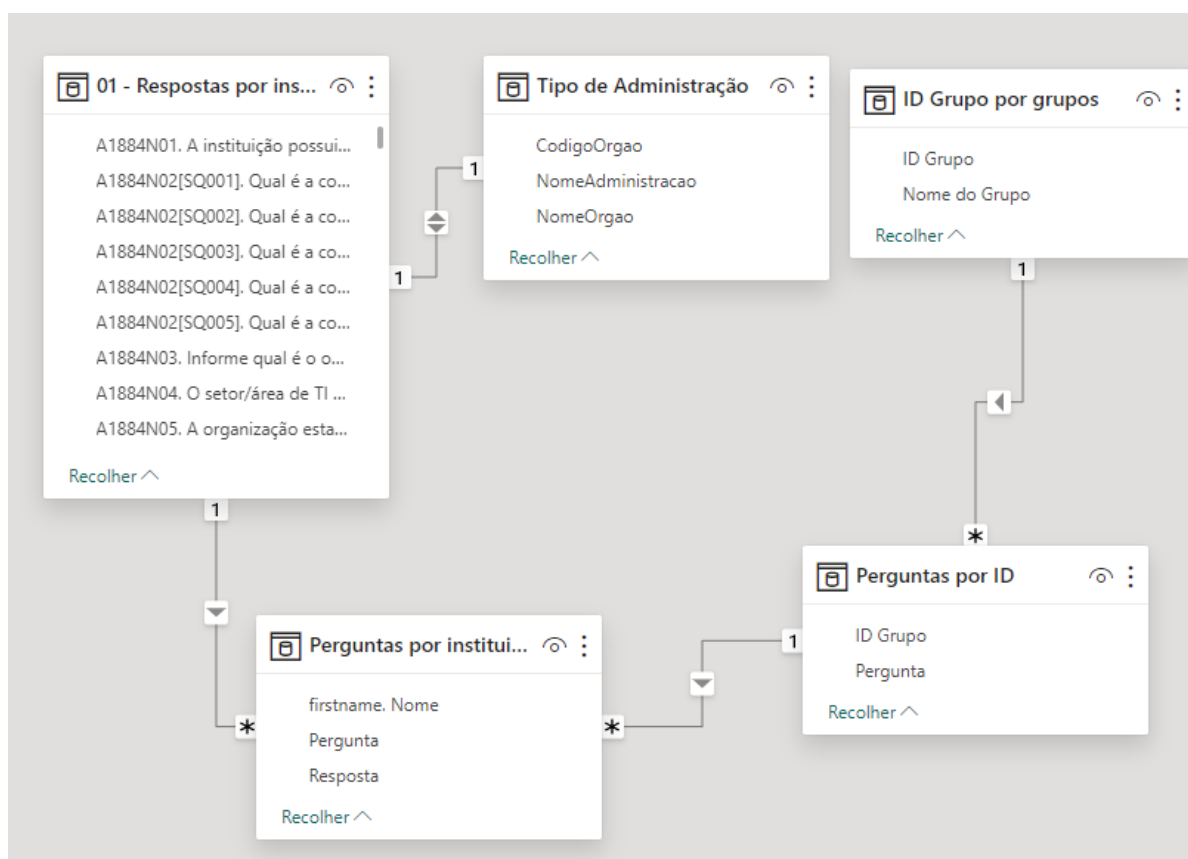 01 - Respostas por ins...
A1884N01. A instituição possui...
A1884N02[SQ001]. Qual é a co...
A1884N02[SQ002]. Qual é a co...
A1884N02[SQ003]. Qual é a co...
A1884N02[SQ004]. Qual é a co...
A1884N02[SQ005]. Qual é a co...
A1884N03. Informe qual é o o...
A1884N04. O setor/área de TI ...
A1884N05. A organização esta...
Recolher
Tipo de Administração
CodigoOrgao
NomeAdministracao
NomeOrgao
Recolher
ID Grupo por grupos
ID Grupo
Nome do Grupo
Recolher
1
1
1
1
*
Perguntas por institui...
firstname. Nome
Pergunta
Resposta
Recolher
*
*
1
Perguntas por ID
ID Grupo
Pergunta
Recolher